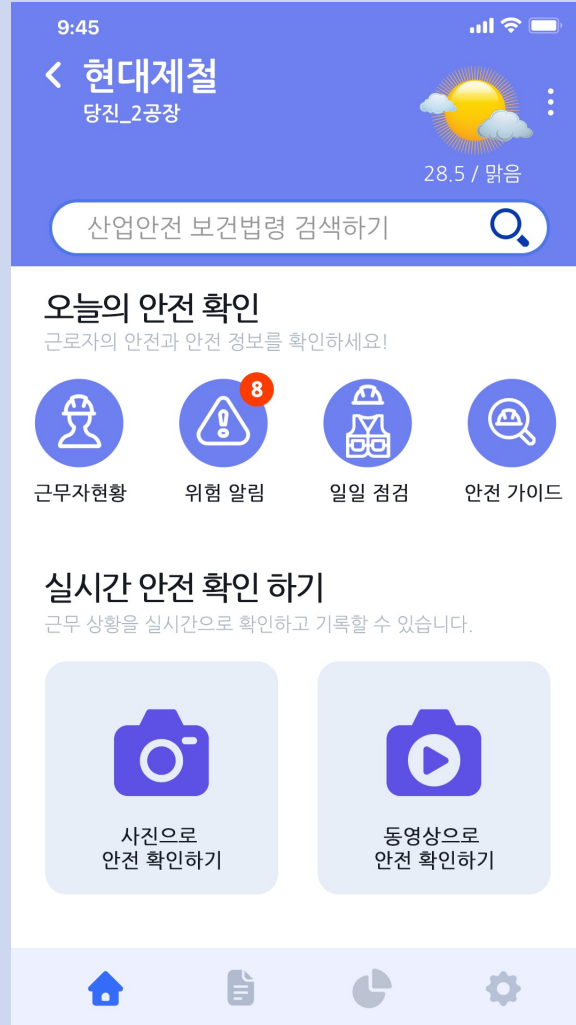 9:45
현대제철
당진_2공장
28.5 / 맑음
산업안전 보건법령 검색하기
오늘의 안전 확인
근로자의 안전과 안전 정보를 확인하세요!
8
근무자현황
위험 알림
일일 점검
안전 가이드
실시간 안전 확인 하기
근무 상황을 실시간으로 확인하고 기록할 수 있습니다.
사진으로
안전 확인하기
동영상으로
안전 확인하기